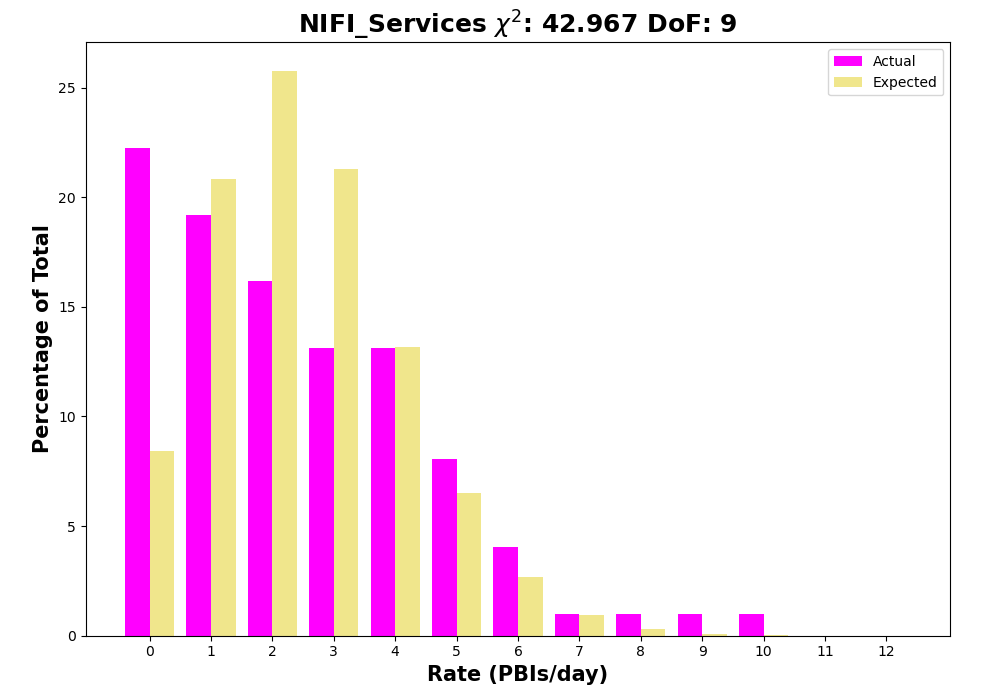 NIFI_Services χ²: 42.967 DoF: 9
Actual
Expected
Percentage of Total
25
20
15
10
5
0
0 1 2 3 4 5 6 7 8 9 10 11 12
Rate (PBIs/day)